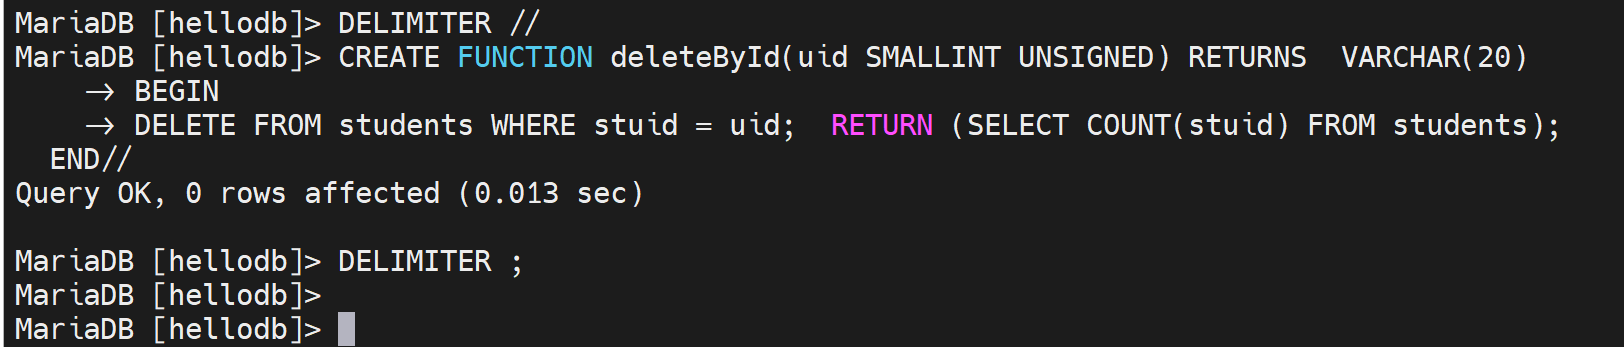 MariaDB [hellodb]> DELIMITER //
MariaDB [hellodb]> CREATE FUNCTION deleteById(uid SMALLINT UNSIGNED) RETURNS  VARCHAR(20)
    -> BEGIN
    -> DELETE FROM students WHERE stuid = uid;  RETURN (SELECT COUNT(stuid) FROM students);
  END//
Query OK, 0 rows affected (0.013 sec)

MariaDB [hellodb]> DELIMITER ;
MariaDB [hellodb]>
MariaDB [hellodb]>